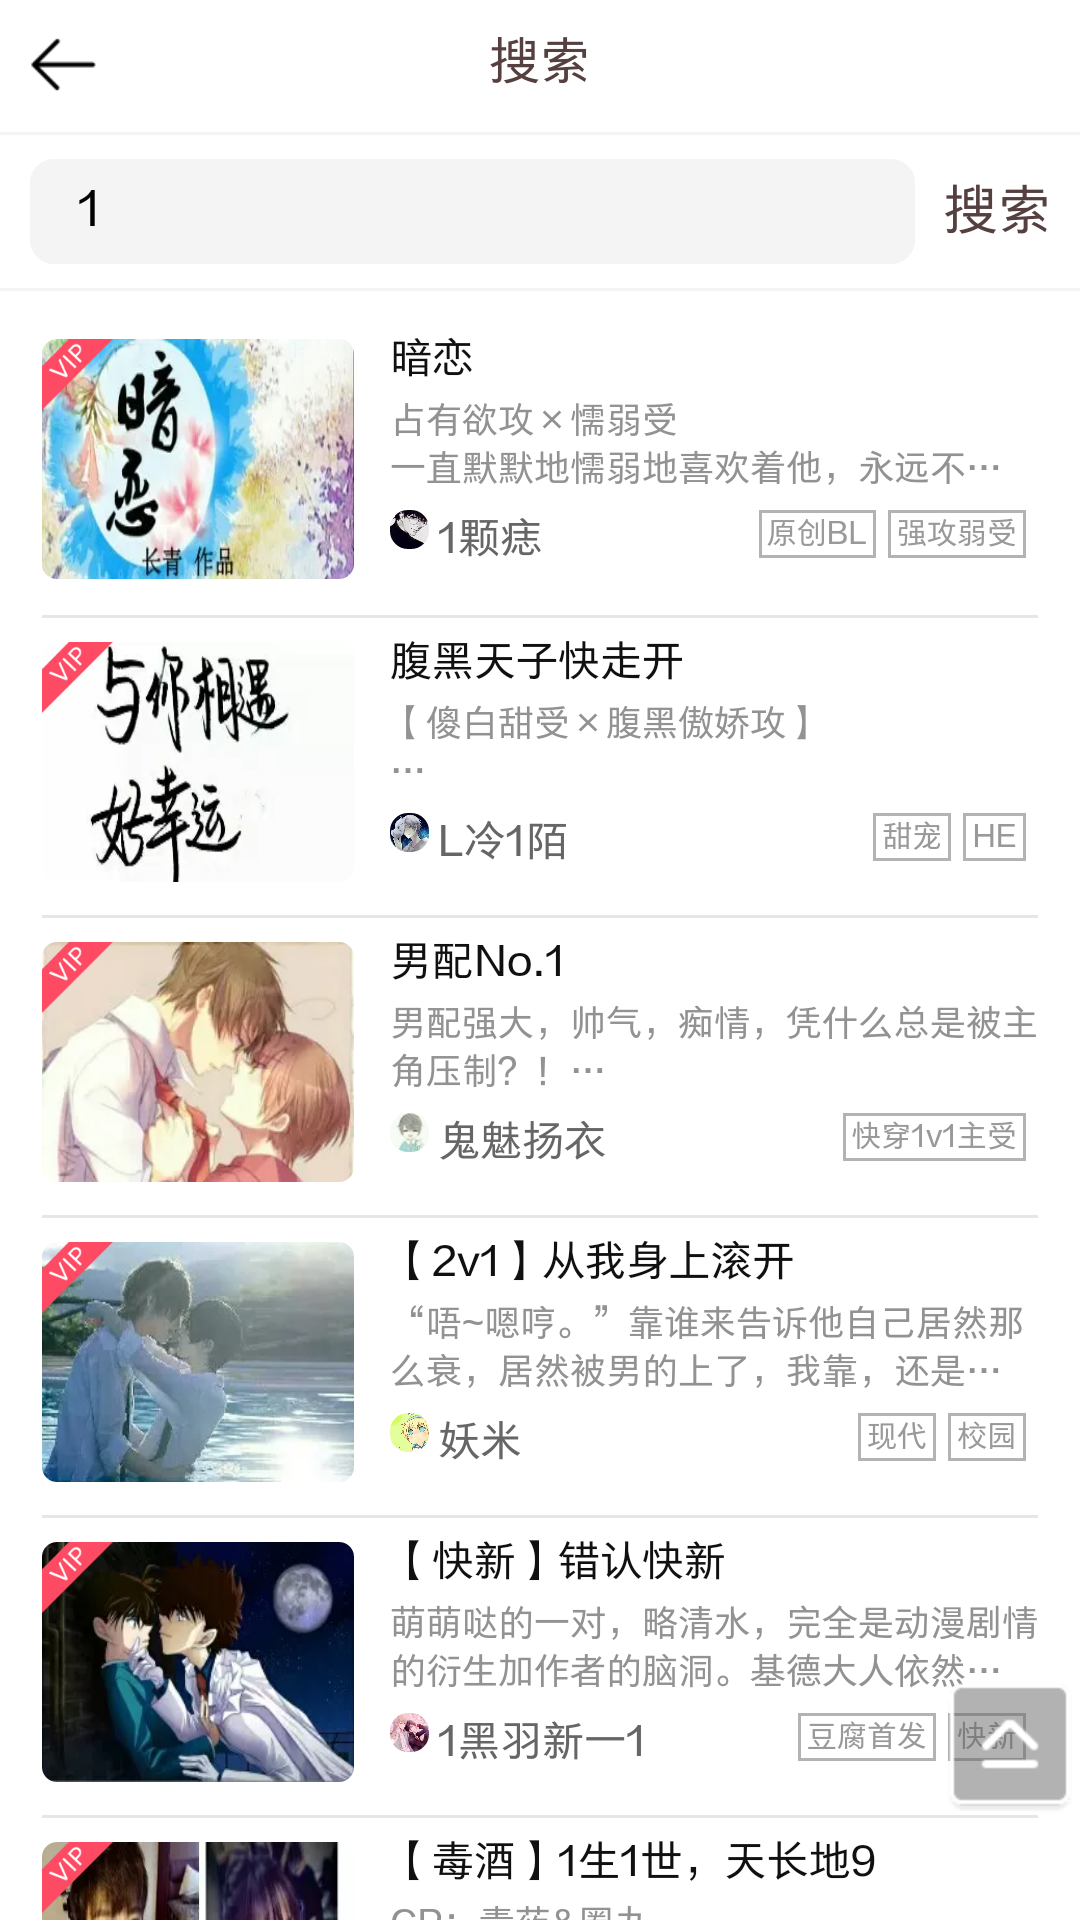 搜索
1
搜索
VIP
暗恋
长青 作品
暗恋
占有欲攻×懦弱受
一直默默地懦弱地喜欢着他，永远不…
1颗痣
原创BL
强攻弱受
VIP
与你相遇
好幸运
腹黑天子快走开
【傻白甜受×腹黑傲娇攻】
…
L冷1陌
甜宠
HE
VIP
男配No.1
男配强大，帅气，痴情，凭什么总是被主
角压制？！…
鬼魅扬衣
快穿1v1主受
VIP
【2v1】从我身上滚开
“唔~嗯哼。”靠谁来告诉他自己居然那
么衰，居然被男的上了，我靠，还是…
妖米
现代
校园
VIP
【快新】错认快新
萌萌哒的一对，略清水，完全是动漫剧情
的衍生加作者的脑洞。基德大人依然…
1黑羽新一1
豆腐首发
快新
VIP
【毒酒】1生1世，天长地9